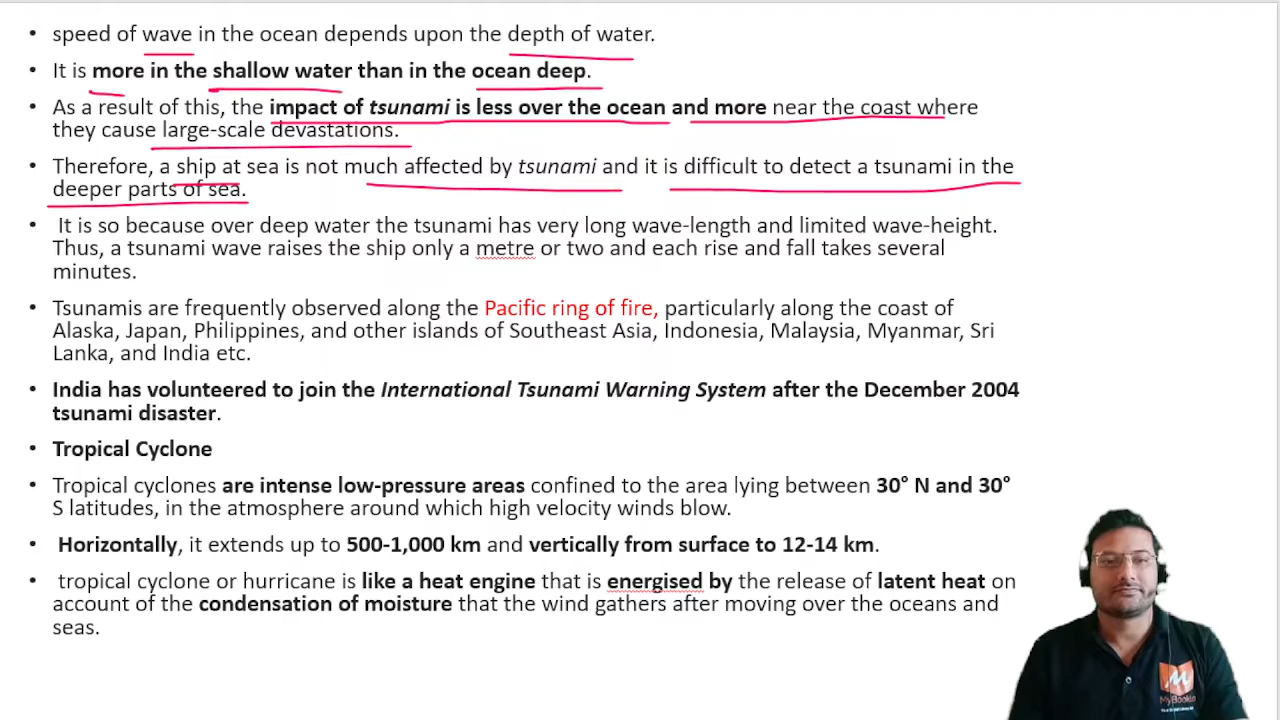 • speed of wave in the ocean depends upon the depth of water.
• It is more in the shallow water than in the ocean deep.
• As a result of this, the impact of tsunami is less over the ocean and more near the coast where
they cause large-scale devastations.
• Therefore, a ship at sea is not much affected by tsunami and it is difficult to detect a tsunami in the
deeper parts of sea.
• It is so because over deep water the tsunami has very long wave-length and limited wave-height.
Thus, a tsunami wave raises the ship only a metre or two and each rise and fall takes several
minutes.
• Tsunamis are frequently observed along the Pacific ring of fire, particularly along the coast of
Alaska, Japan, Philippines, and other islands of Southeast Asia, Indonesia, Malaysia, Myanmar, Sri
Lanka, and India etc.
• India has volunteered to join the International Tsunami Warning System after the December 2004
tsunami disaster.
• Tropical Cyclone
• Tropical cyclones are intense low-pressure areas confined to the area lying between 30° N and 30°
S latitudes, in the atmosphere around which high velocity winds blow.
• Horizontally, it extends up to 500-1,000 km and vertically from surface to 12-14 km.
• tropical cyclone or hurricane is like a heat engine that is energised by the release of latent heat on
account of the condensation of moisture that the wind gathers after moving over the oceans and
seas.